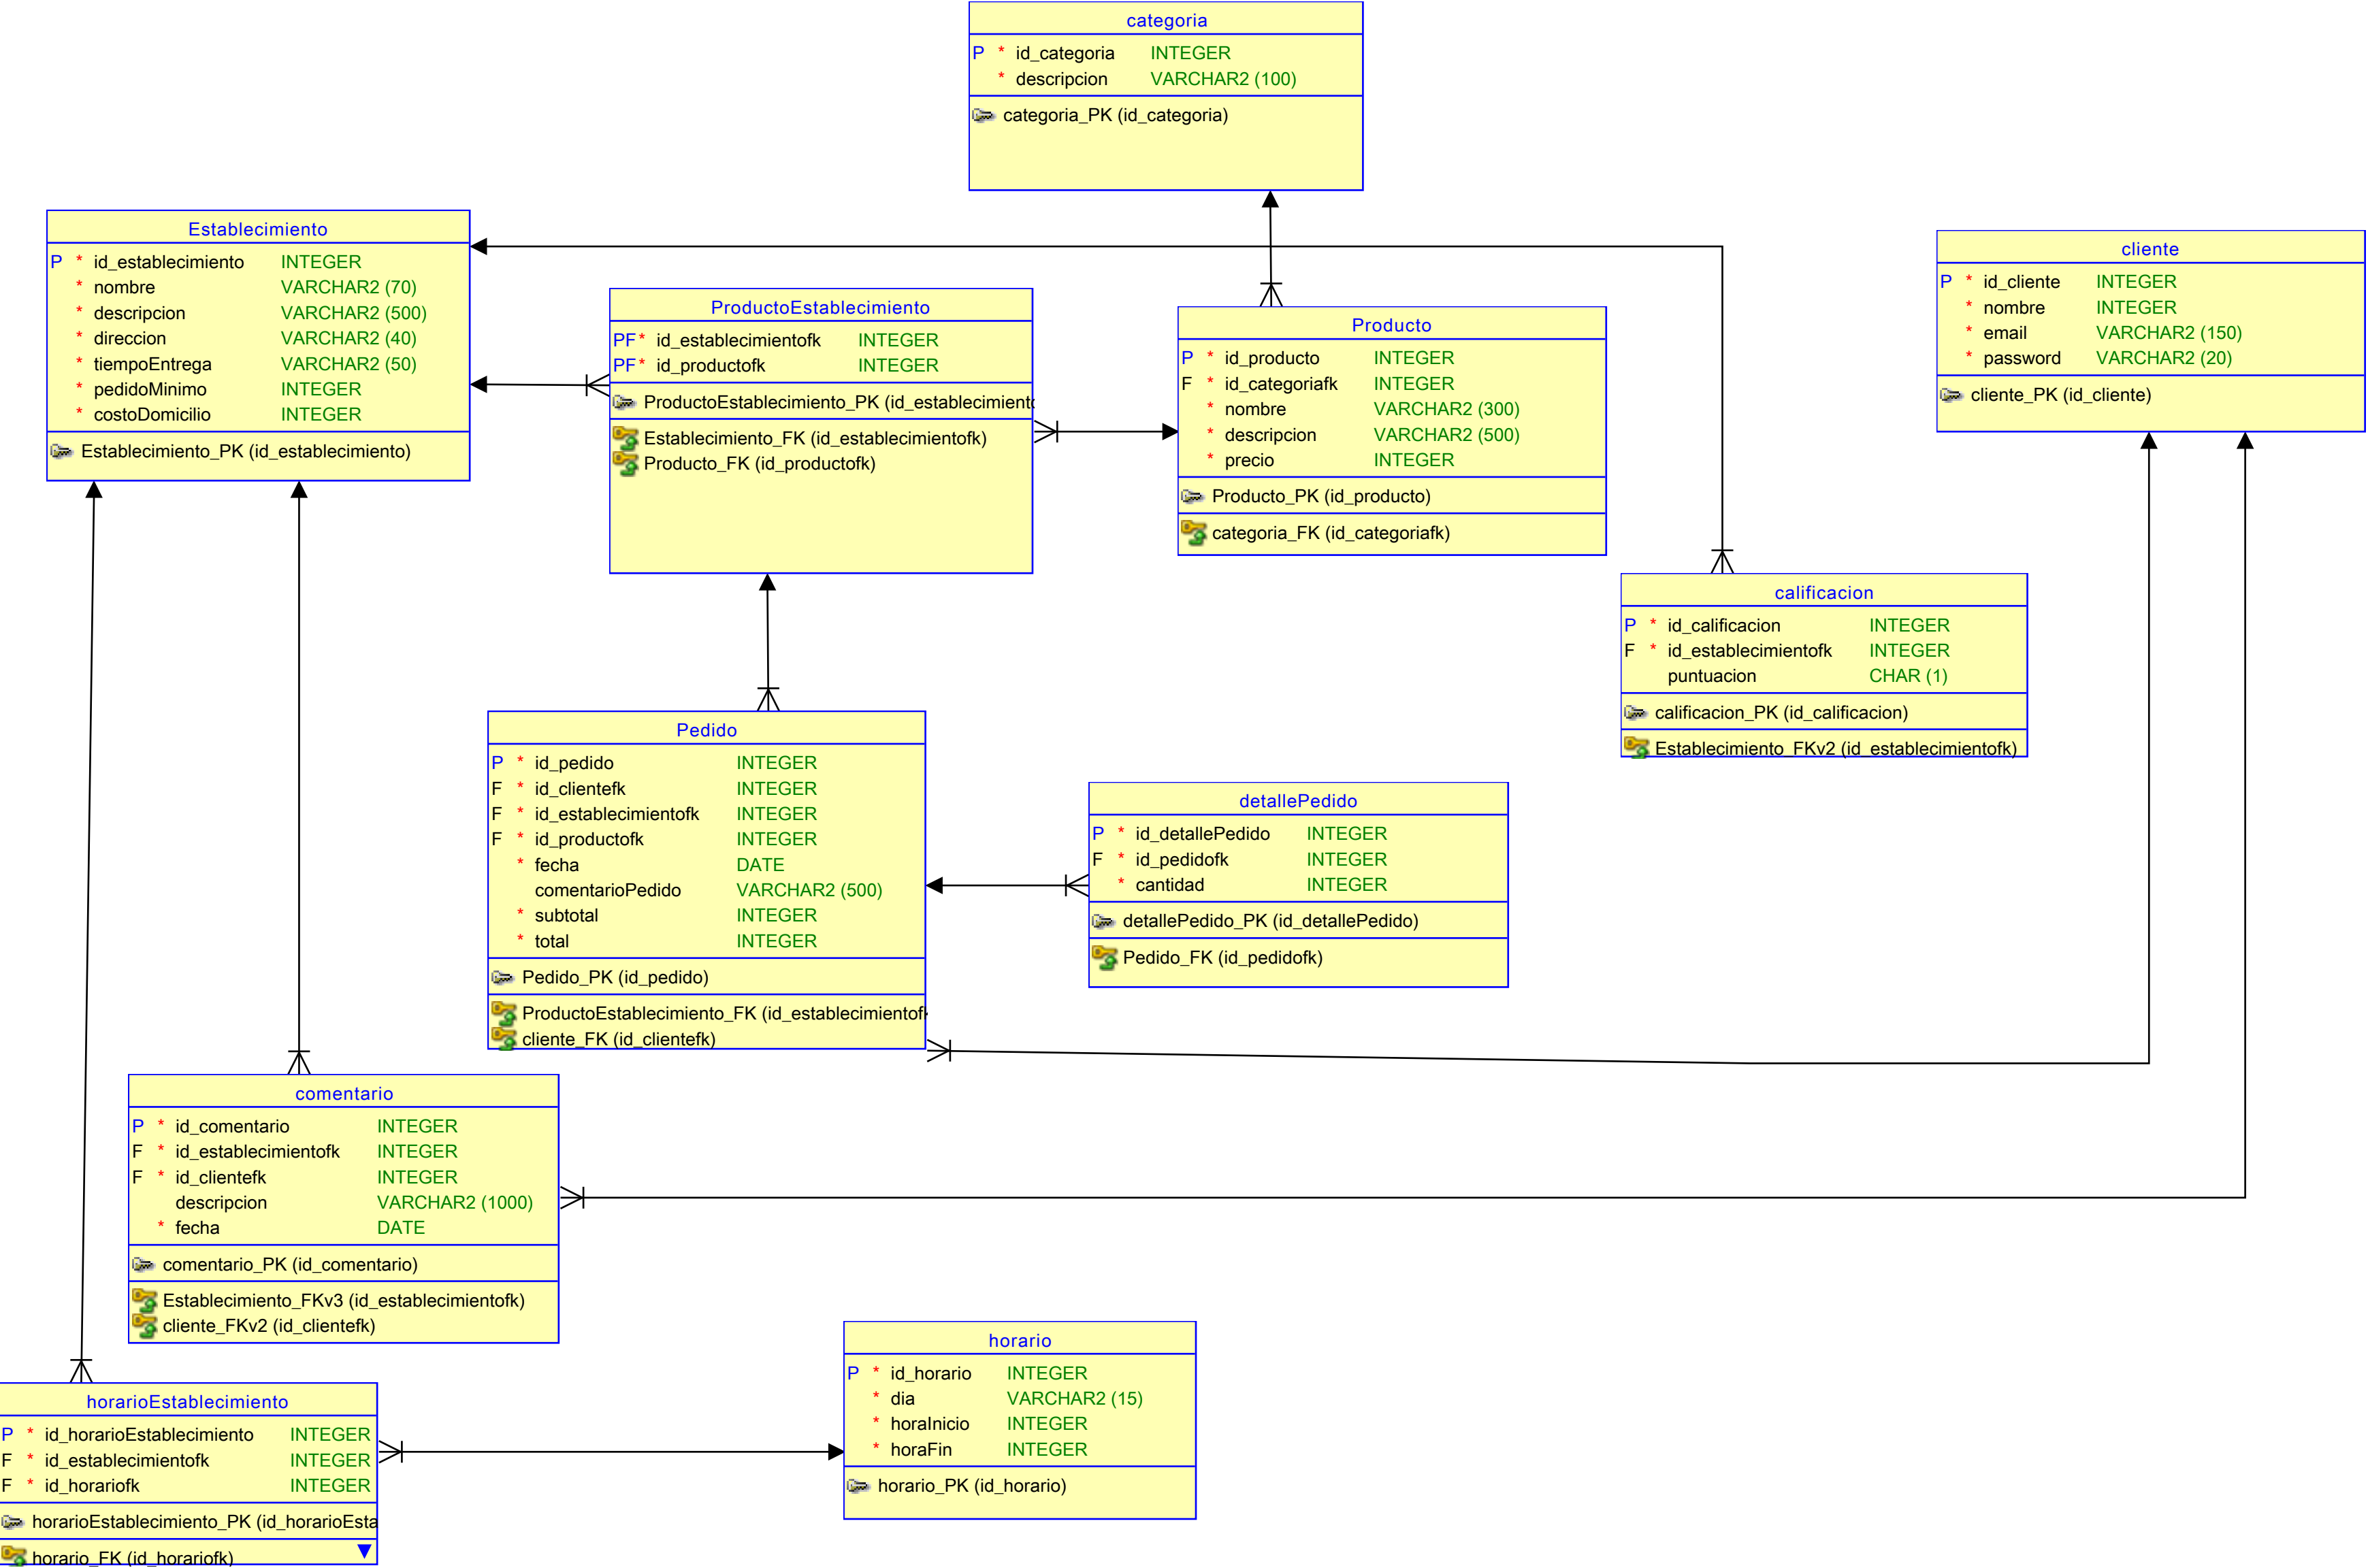 categoria
P * id_categoria INTEGER
* descripcion VARCHAR2 (100)
categoria_PK (id_categoria)
Establecimiento
P * id_establecimiento INTEGER
* nombre VARCHAR2 (70)
* descripcion VARCHAR2 (500)
* direccion VARCHAR2 (40)
* tiempoEntrega VARCHAR2 (50)
* pedidoMinimo INTEGER
* costoDomicilio INTEGER
Establecimiento_PK (id_establecimiento)
ProductoEstablecimiento
PF * id_establecimientofk INTEGER
PF * id_productofk INTEGER
ProductoEstablecimiento_PK (id_establecimiento
Establecimiento_FK (id_establecimientofk)
Producto_FK (id_productofk)
Producto
P * id_producto INTEGER
F * id_categoriafk INTEGER
* nombre VARCHAR2 (300)
* descripcion VARCHAR2 (500)
* precio INTEGER
Producto_PK (id_producto)
categoria_FK (id_categoriafk)
cliente
P * id_cliente INTEGER
* nombre INTEGER
* email VARCHAR2 (150)
* password VARCHAR2 (20)
cliente_PK (id_cliente)
calificacion
P * id_calificacion INTEGER
F * id_establecimientofk INTEGER
puntuacion CHAR (1)
calificacion_PK (id_calificacion)
Establecimiento_FKv2 (id_establecimientofk)
Pedido
P * id_pedido INTEGER
F * id_clientefk INTEGER
F * id_establecimientofk INTEGER
F * id_productofk INTEGER
* fecha DATE
comentarioPedido VARCHAR2 (500)
* subtotal INTEGER
* total INTEGER
Pedido_PK (id_pedido)
ProductoEstablecimiento_FK (id_establecimientof
cliente_FK (id_clientefk)
detallePedido
P * id_detallePedido INTEGER
F * id_pedidofk INTEGER
* cantidad INTEGER
detallePedido_PK (id_detallePedido)
Pedido_FK (id_pedidofk)
comentario
P * id_comentario INTEGER
F * id_establecimientofk INTEGER
F * id_clientefk INTEGER
descripcion VARCHAR2 (1000)
* fecha DATE
comentario_PK (id_comentario)
Establecimiento_FKv3 (id_establecimientofk)
cliente_FKv2 (id_clientefk)
horario
P * id_horario INTEGER
* dia VARCHAR2 (15)
* horaInicio INTEGER
* horaFin INTEGER
horario_PK (id_horario)
horarioEstablecimiento
P * id_horarioEstablecimiento INTEGER
F * id_establecimientofk INTEGER
F * id_horariofk INTEGER
horarioEstablecimiento_PK (id_horarioEsta
horario_FK (id_horariofk)